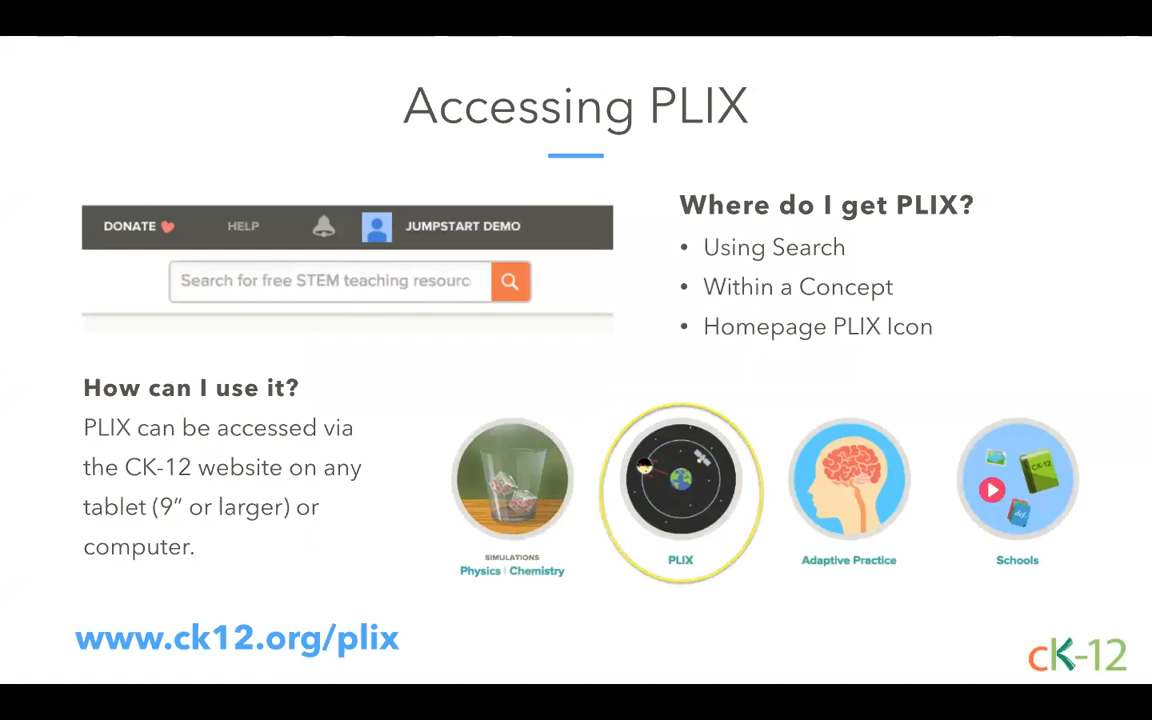 Accessing PLIX
DONATE HELP JUMPSTART DEMO
Search for free STEM teaching resourc
Where do I get PLIX?
• Using Search
• Within a Concept
• Homepage PLIX Icon
How can I use it?
PLIX can be accessed via
the CK-12 website on any
tablet (9” or larger) or
computer.
CK-12
def.
SIMULATIONS
Physics | Chemistry
PLIX
Adaptive Practice
Schools
www.ck12.org/plix
cK-12